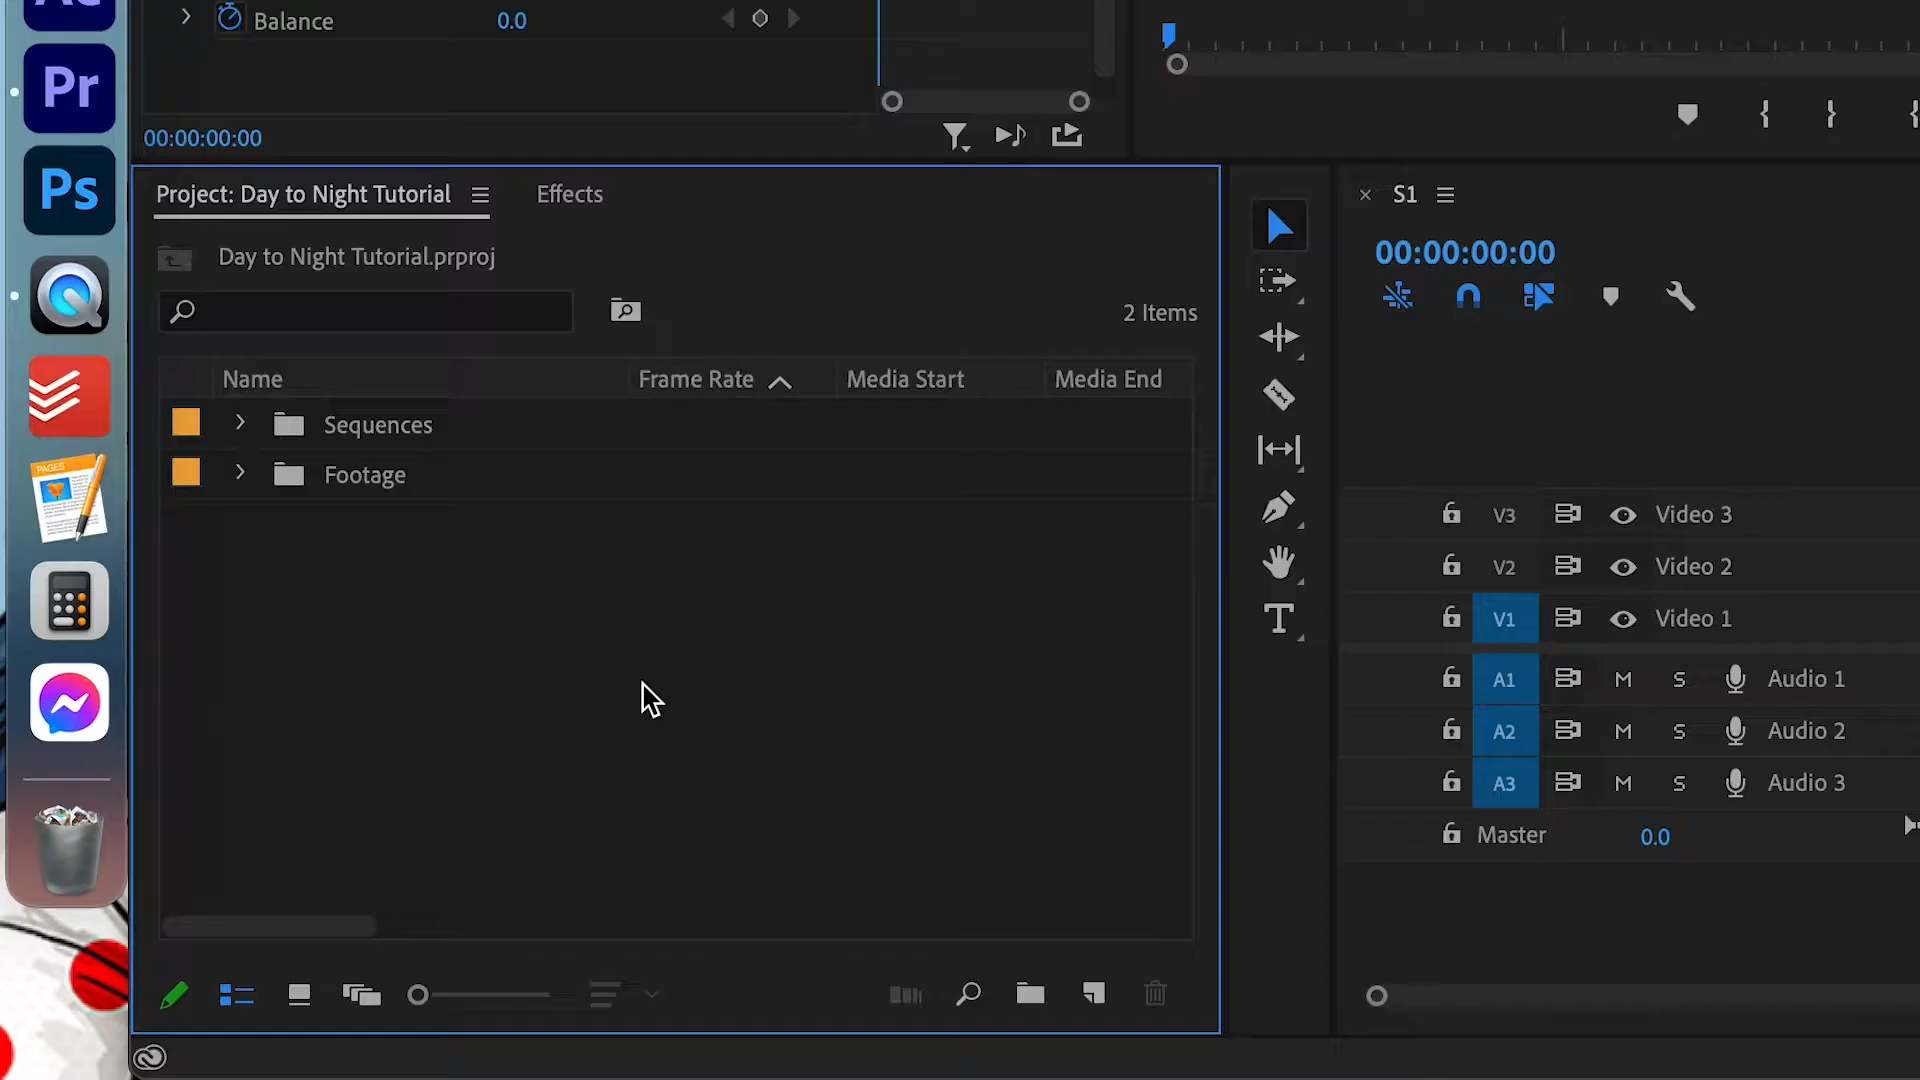 Balance 0.0
Pr
00:00:00:00
Ps
Project: Day to Night Tutorial Effects
S1
Day to Night Tutorial.prproj
00:00:00:00
2 Items
Name Frame Rate Media Start Media End
Sequences
Footage
PAGES
V3 Video 3
V2 Video 2
V1 Video 1
A1 M S Audio 1
A2 M S Audio 2
A3 M S Audio 3
Master 0.0